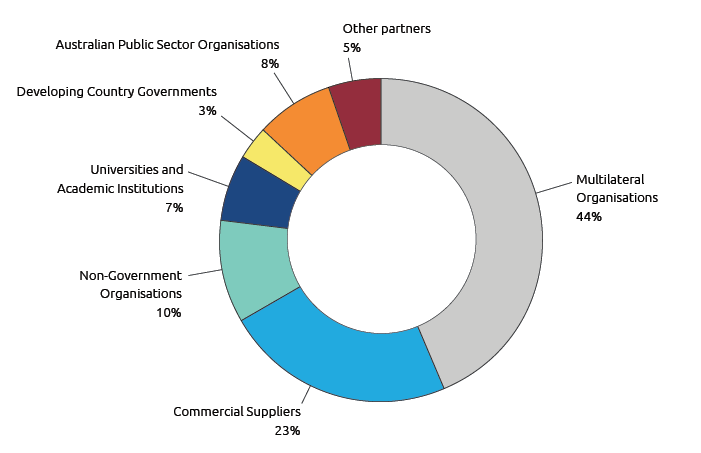 Other partners
5%
Australian Public Sector Organisations
8%
Developing Country Governments
3%
Universities and
Academic Institutions
7%
Non-Government
Organisations
10%
Commercial Suppliers
23%
Multilateral
Organisations
44%